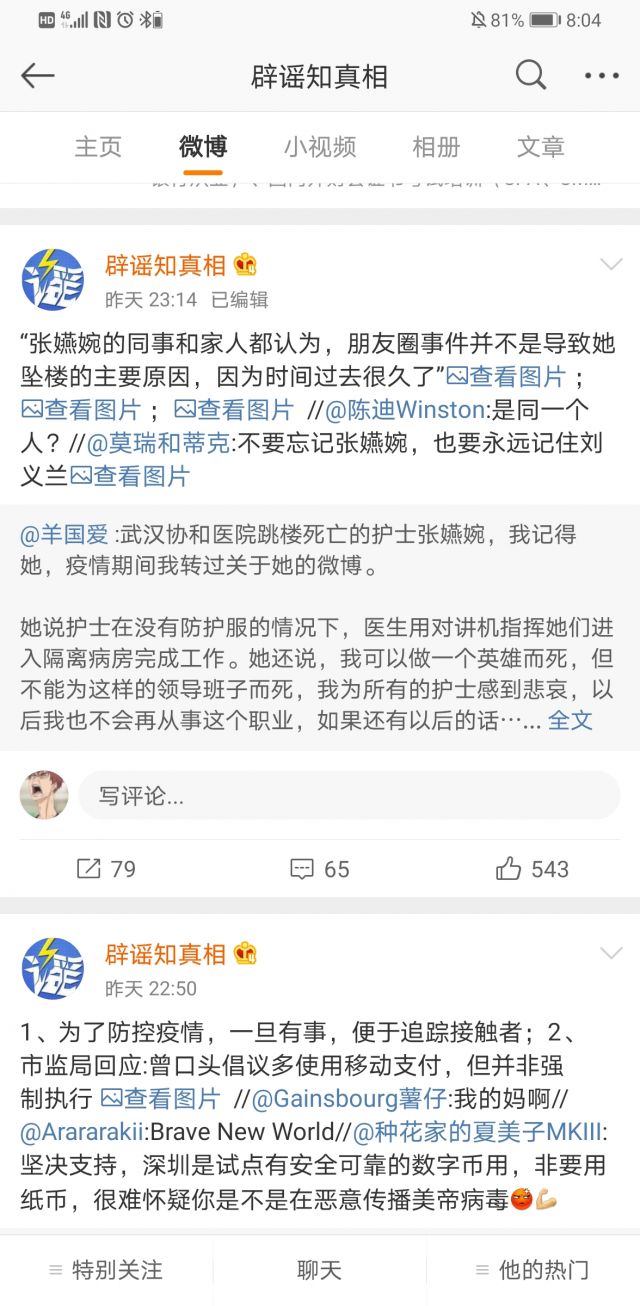 HD 4G 81% 8:04
辟谣知真相
主页 微博 小视频 相册 文章
辟谣知真相
昨天 23:14 已编辑
“张嬿婉的同事和家人都认为，朋友圈事件并不是导致她
坠楼的主要原因，因为时间过去很久了”查看图片；
查看图片；查看图片 //@陈迪Winston:是同一个
人？//@莫瑞和蒂克:不要忘记张嬿婉，也要永远记住刘
义兰查看图片
@羊国爱 :武汉协和医院跳楼死亡的护士张嬿婉，我记得
她，疫情期间我转过关于她的微博。
她说护士在没有防护服的情况下，医生用对讲机指挥她们进
入隔离病房完成工作。她还说，我可以做一个英雄而死，但
不能为这样的领导班子而死，我为所有的护士感到悲哀，以
后我也不会再从事这个职业，如果还有以后的话…... 全文
写评论...
79 65 543
辟谣知真相
昨天 22:50
1、为了防控疫情，一旦有事，便于追踪接触者；2、
市监局回应:曾口头倡议多使用移动支付，但并非强
制执行 查看图片 //@Gainsbourg薯仔:我的妈啊//
@Arararakii:Brave New World//@种花家的夏美子MKIII:
坚决支持，深圳是试点有安全可靠的数字币用，非要用
纸币，很难怀疑你是不是在恶意传播美帝病毒
特别关注 聊天 他的热门